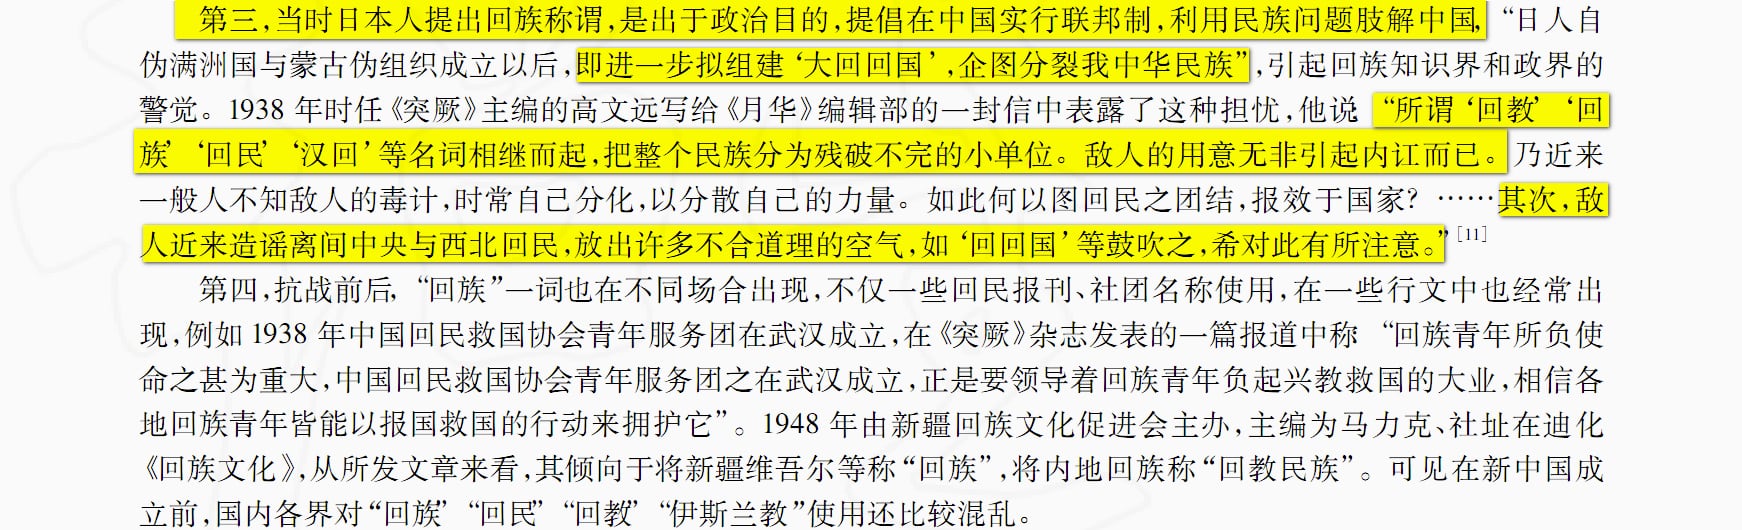 第三,当时日本人提出回族称谓,是出于政治目的,提倡在中国实行联邦制,利用民族问题肢解中国,“日人自
伪满洲国与蒙古伪组织成立以后,即进一步拟组建‘大回回国’,企图分裂我中华民族”,引起回族知识界和政界的
警觉。1938 年时任《突厥》主编的高文远写给《月华》编辑部的一封信中表露了这种担忧,他说“所谓‘回教’‘回
族’‘回民’‘汉回’等名词相继而起,把整个民族分为残破不完的小单位。敌人的用意无非引起内讧而已。乃近来
一般人不知敌人的毒计,时常自己分化,以分散自己的力量。如此何以图回民之团结,报效于国家? ……其次,敌
人近来造谣离间中央与西北回民,放出许多不合道理的空气,如‘回回国’等鼓吹之,希对此有所注意。”[11]
第四,抗战前后,“回族”一词也在不同场合出现,不仅一些回民报刊、社团名称使用,在一些行文中也经常出
现,例如 1938 年中国回民救国协会青年服务团在武汉成立,在《突厥》杂志发表的一篇报道中称“回族青年所负使
命之甚为重大,中国回民救国协会青年服务团之在武汉成立,正是要领导着回族青年负起兴教救国的大业,相信各
地回族青年皆能以报国救国的行动来拥护它”。1948 年由新疆回族文化促进会主办,主编为马力克、社址在迪化
《回族文化》,从所发文章来看,其倾向于将新疆维吾尔等称“回族”,将内地回族称“回教民族”。可见在新中国成
立前,国内各界对“回族”“回民”“回教”“伊斯兰教”使用还比较混乱。